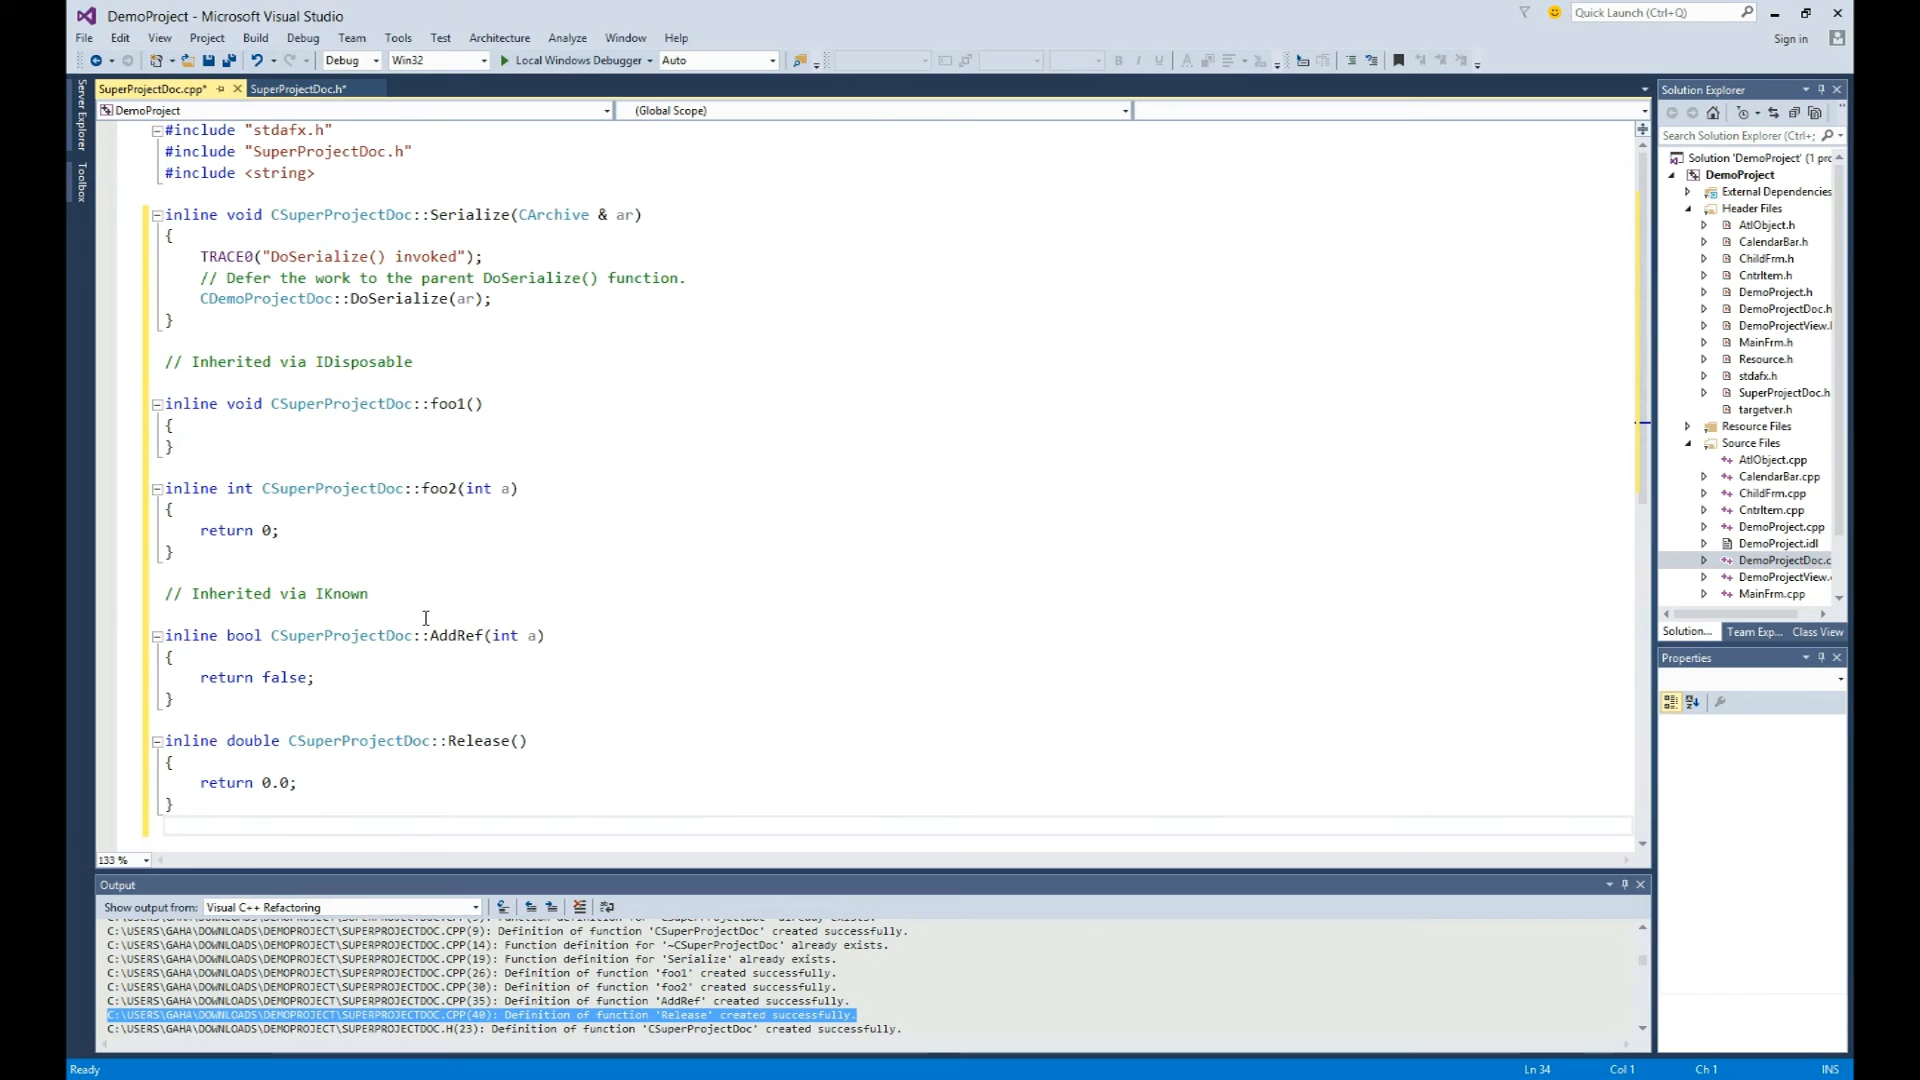 DemoProject - Microsoft Visual Studio
Quick Launch (Ctrl+Q)
File Edit View Project Build Debug Team Tools Test Architecture Analyze Window Help
Sign in
Debug Win32 Local Windows Debugger Auto
Server Explorer
Toolbox
SuperProjectDoc.cpp* SuperProjectDoc.h*
DemoProject (Global Scope)
#include "stdafx.h"
#include "SuperProjectDoc.h"
#include <string>
inline void CSuperProjectDoc::Serialize(CArchive & ar)
{
TRACE0("DoSerialize() invoked");
// Defer the work to the parent DoSerialize() function.
CDemoProjectDoc::DoSerialize(ar);
}
// Inherited via IDisposable
inline void CSuperProjectDoc::foo1()
{
}
inline int CSuperProjectDoc::foo2(int a)
{
return 0;
}
// Inherited via IKnown
inline bool CSuperProjectDoc::AddRef(int a)
{
return false;
}
inline double CSuperProjectDoc::Release()
{
return 0.0;
}
133 %
Output
Show output from: Visual C++ Refactoring
C:\USERS\GAHA\DOWNLOADS\DEMOPROJECT\SUPERPROJECTDOC.CPP(9): Definition of function 'CSuperProjectDoc' created successfully.
C:\USERS\GAHA\DOWNLOADS\DEMOPROJECT\SUPERPROJECTDOC.CPP(14): Function definition for '~CSuperProjectDoc' already exists.
C:\USERS\GAHA\DOWNLOADS\DEMOPROJECT\SUPERPROJECTDOC.CPP(19): Function definition for 'Serialize' already exists.
C:\USERS\GAHA\DOWNLOADS\DEMOPROJECT\SUPERPROJECTDOC.CPP(26): Definition of function 'foo1' created successfully.
C:\USERS\GAHA\DOWNLOADS\DEMOPROJECT\SUPERPROJECTDOC.CPP(30): Definition of function 'foo2' created successfully.
C:\USERS\GAHA\DOWNLOADS\DEMOPROJECT\SUPERPROJECTDOC.CPP(35): Definition of function 'AddRef' created successfully.
C:\USERS\GAHA\DOWNLOADS\DEMOPROJECT\SUPERPROJECTDOC.CPP(40): Definition of function 'Release' created successfully.
C:\USERS\GAHA\DOWNLOADS\DEMOPROJECT\SUPERPROJECTDOC.H(23): Definition of function 'CSuperProjectDoc' created successfully.
Solution Explorer
Search Solution Explorer (Ctrl+;
Solution 'DemoProject' (1 prc
DemoProject
External Dependencies
Header Files
AtlObject.h
CalendarBar.h
ChildFrm.h
CntrItem.h
DemoProject.h
DemoProjectDoc.h
DemoProjectView.
MainFrm.h
Resource.h
stdafx.h
SuperProjectDoc.h
targetver.h
Resource Files
Source Files
AtlObject.cpp
CalendarBar.cpp
ChildFrm.cpp
CntrItem.cpp
DemoProject.cpp
DemoProject.idl
DemoProjectDoc.c
DemoProjectView.
MainFrm.cpp
Solution... Team Exp... Class View
Properties
Ready Ln 34 Col 1 Ch 1 INS